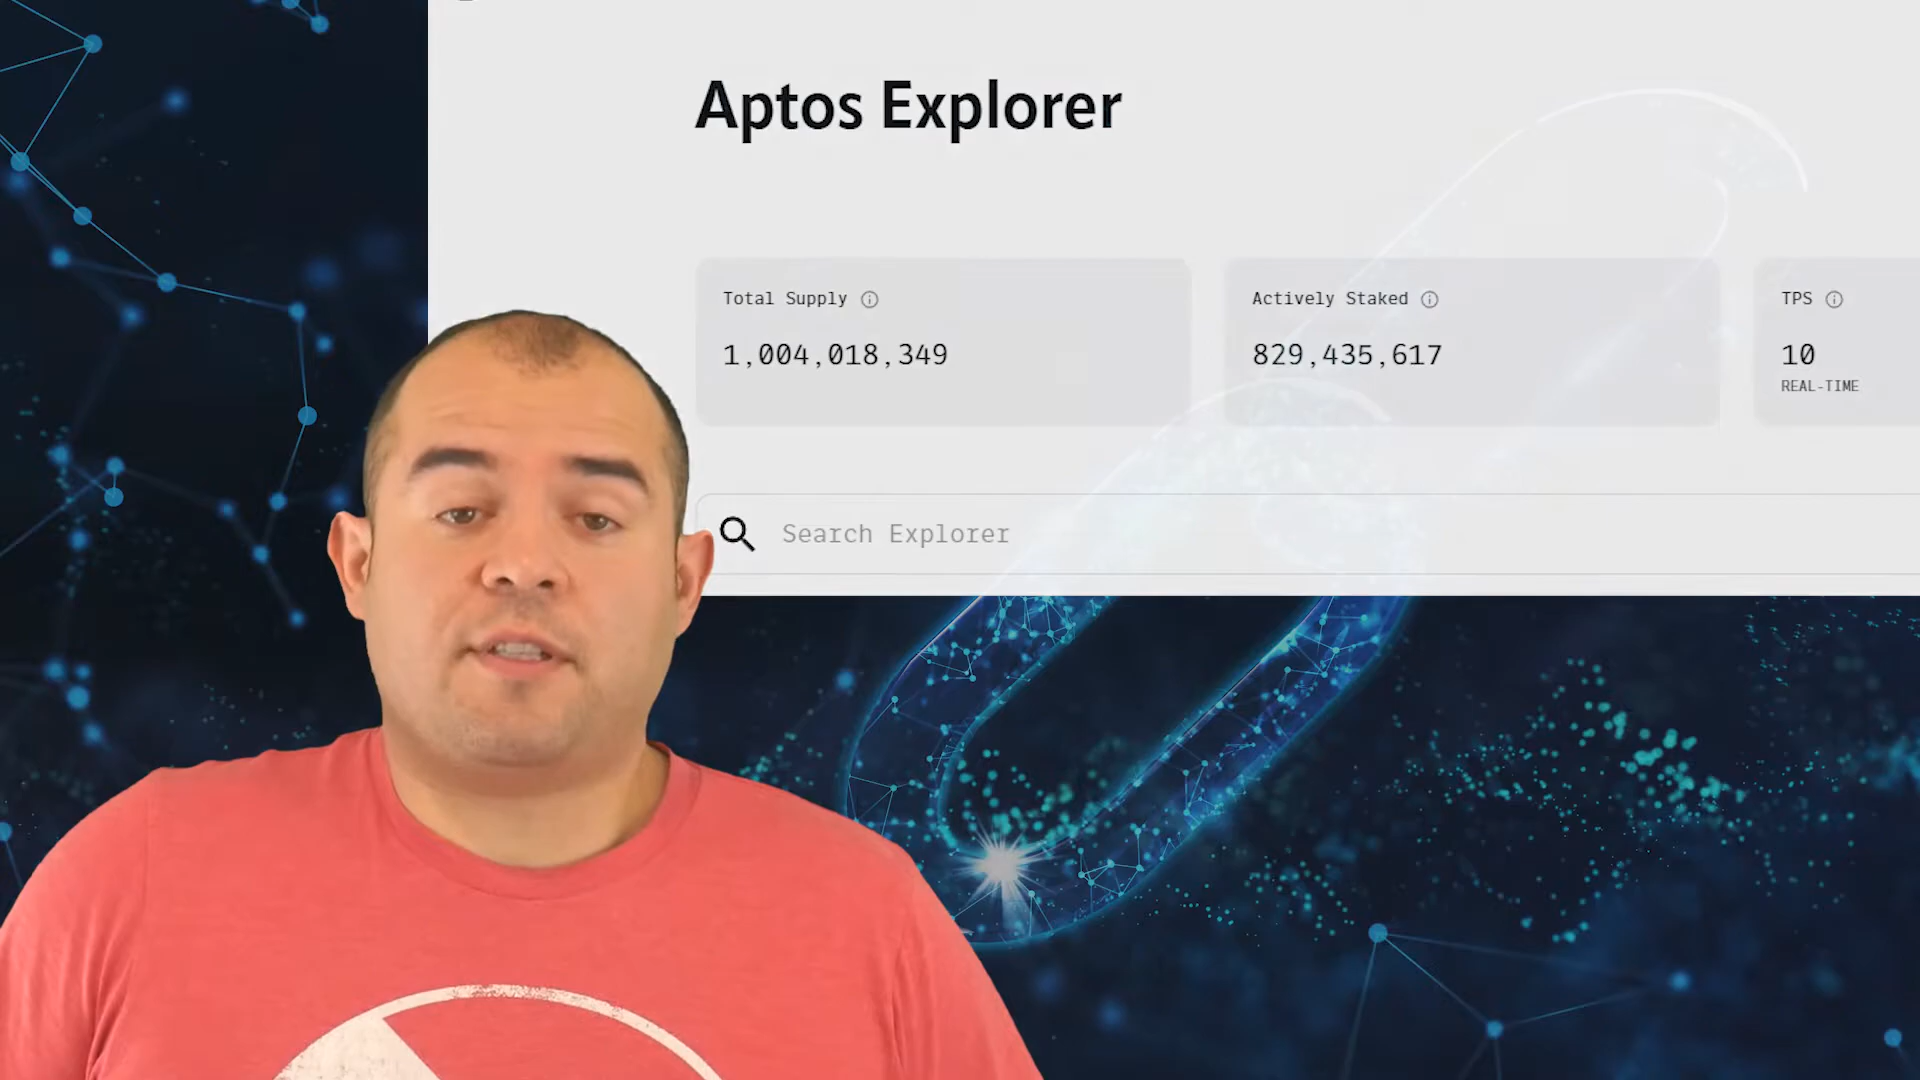 Aptos Explorer
Total Supply
1,004,018,349
Actively Staked
829,435,617
TPS
10
REAL-TIME
Search Explorer